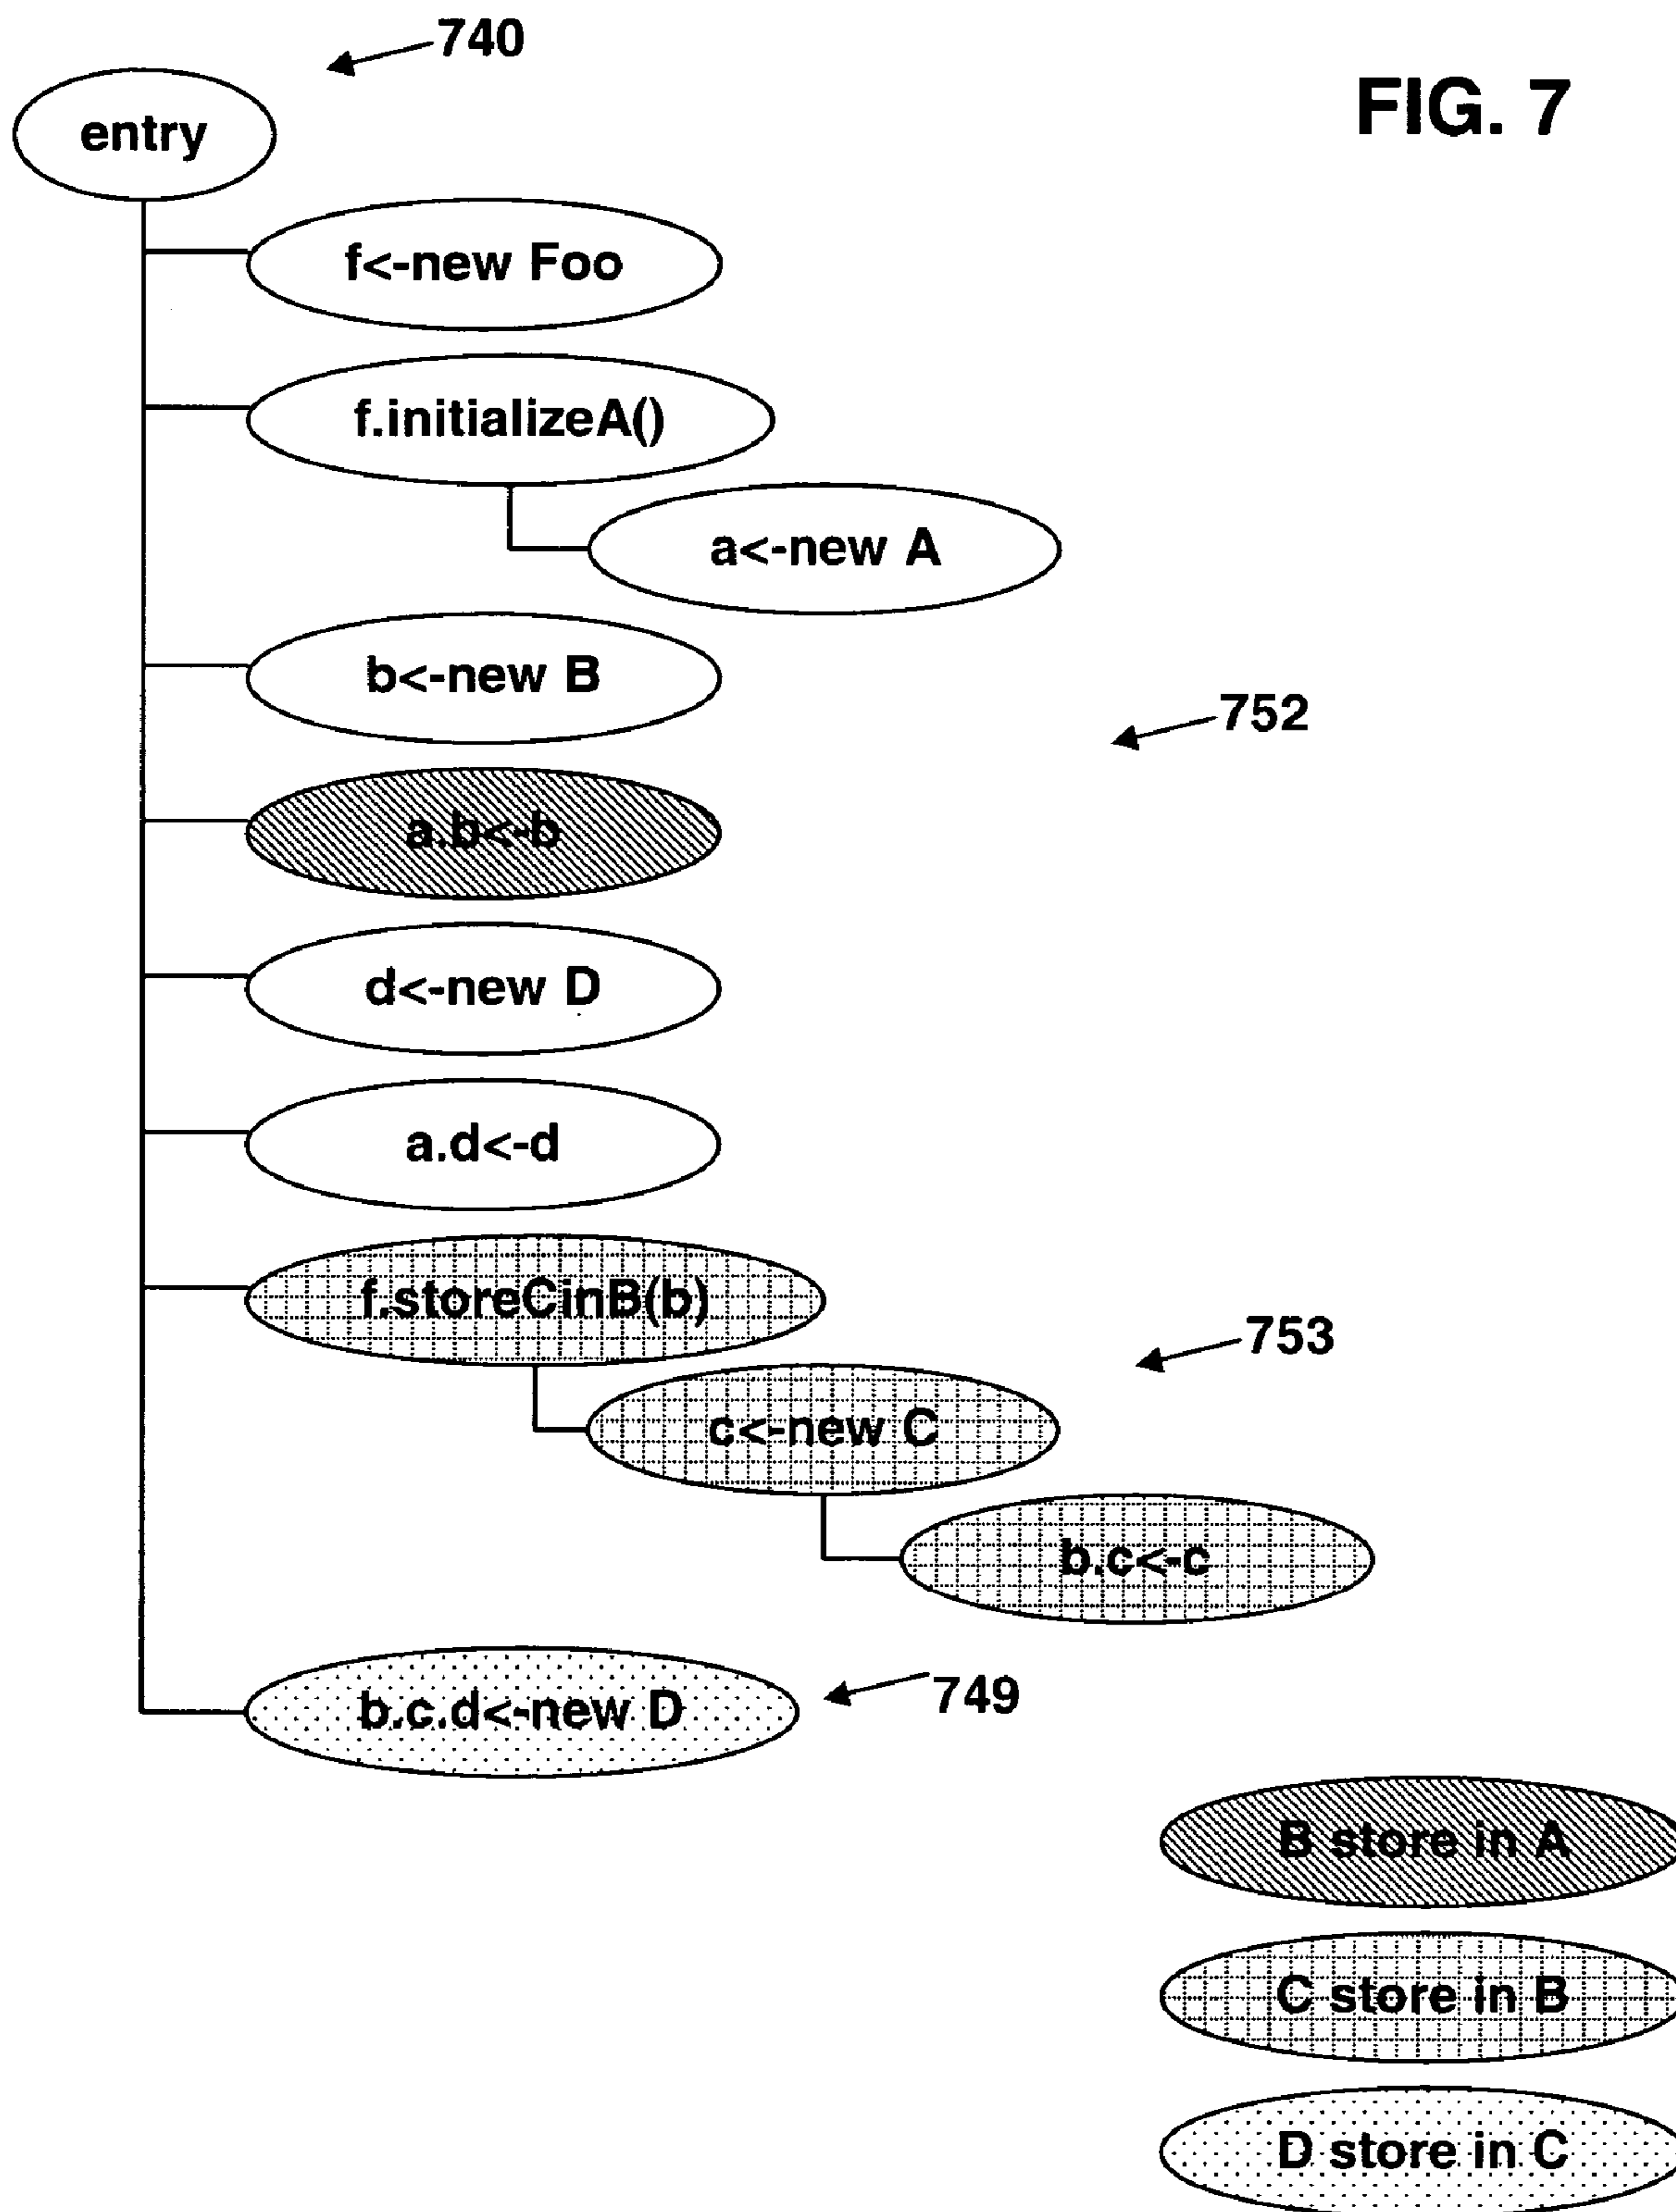 740
FIG. 7
entry
f<-new Foo
f.initializeA()
a<-new A
b<-new B
752
a.b<-b
d<-new D
a.d<-d
f.storeCinB(b)
753
c<-new C
b.c<-c
749
b.c.d<-new D
B store in A
C store in B
D store in C